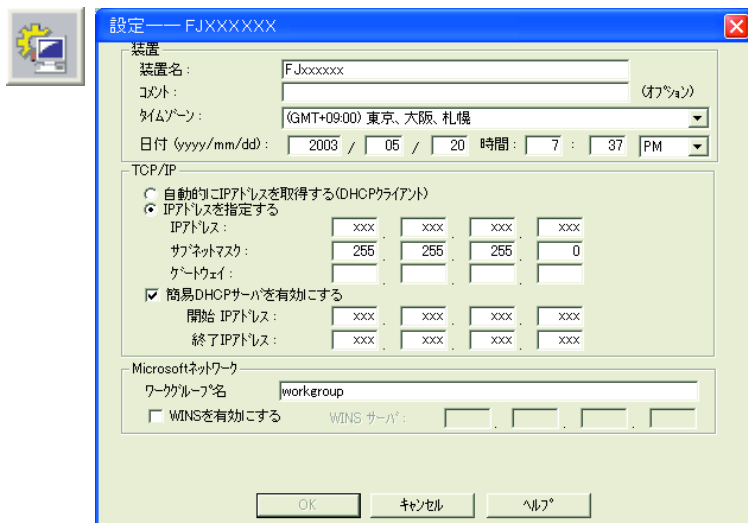 設定ーー FJXXXXXX
装置
装置名：
FJxxxxxx
コメント：
(オプション)
タイムゾーン：
(GMT+09:00) 東京、大阪、札幌
日付 (yyyy/mm/dd)： 2003 / 05 / 20 時間： 7 : 37 PM
TCP/IP
自動的にIPアドレスを取得する(DHCPクライアント)
IPアドレスを指定する
IPアドレス： xxx . xxx . xxx . xxx
サブネットマスク： 255 . 255 . 255 . 0
ゲートウェイ： . . .
簡易DHCPサーバを有効にする
開始 IPアドレス： xxx . xxx . xxx . xxx
終了IPアドレス： xxx . xxx . xxx . xxx
Microsoftネットワーク
ワークグループ名 workgroup
WINSを有効にする WINS サーバ： . . .
OK キャンセル ヘルプ